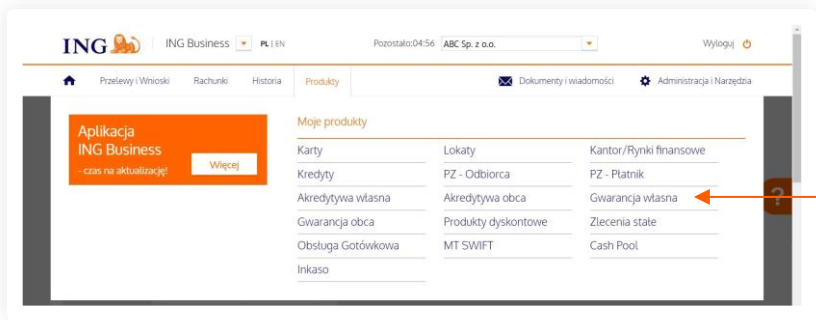 ING ING Business PL | EN Pozostało:04:56 ABC Sp. z o.o. Wyloguj
Przelewy i Wnioski Rachunki Historia Produkty Dokumenty i wiadomości Administracja i Narzędzia
Aplikacja
ING Business
- czas na aktualizację!
Więcej
Moje produkty
Karty Lokaty Kantor/Rynki finansowe
Kredyty PZ - Odbiorca PZ - Płatnik
Akredytywa własna Akredytywa obca Gwarancja własna
Gwarancja obca Produkty dyskontowe Zlecenia stałe
Obsługa Gotówkowa MT SWIFT Cash Pool
Inkaso
?